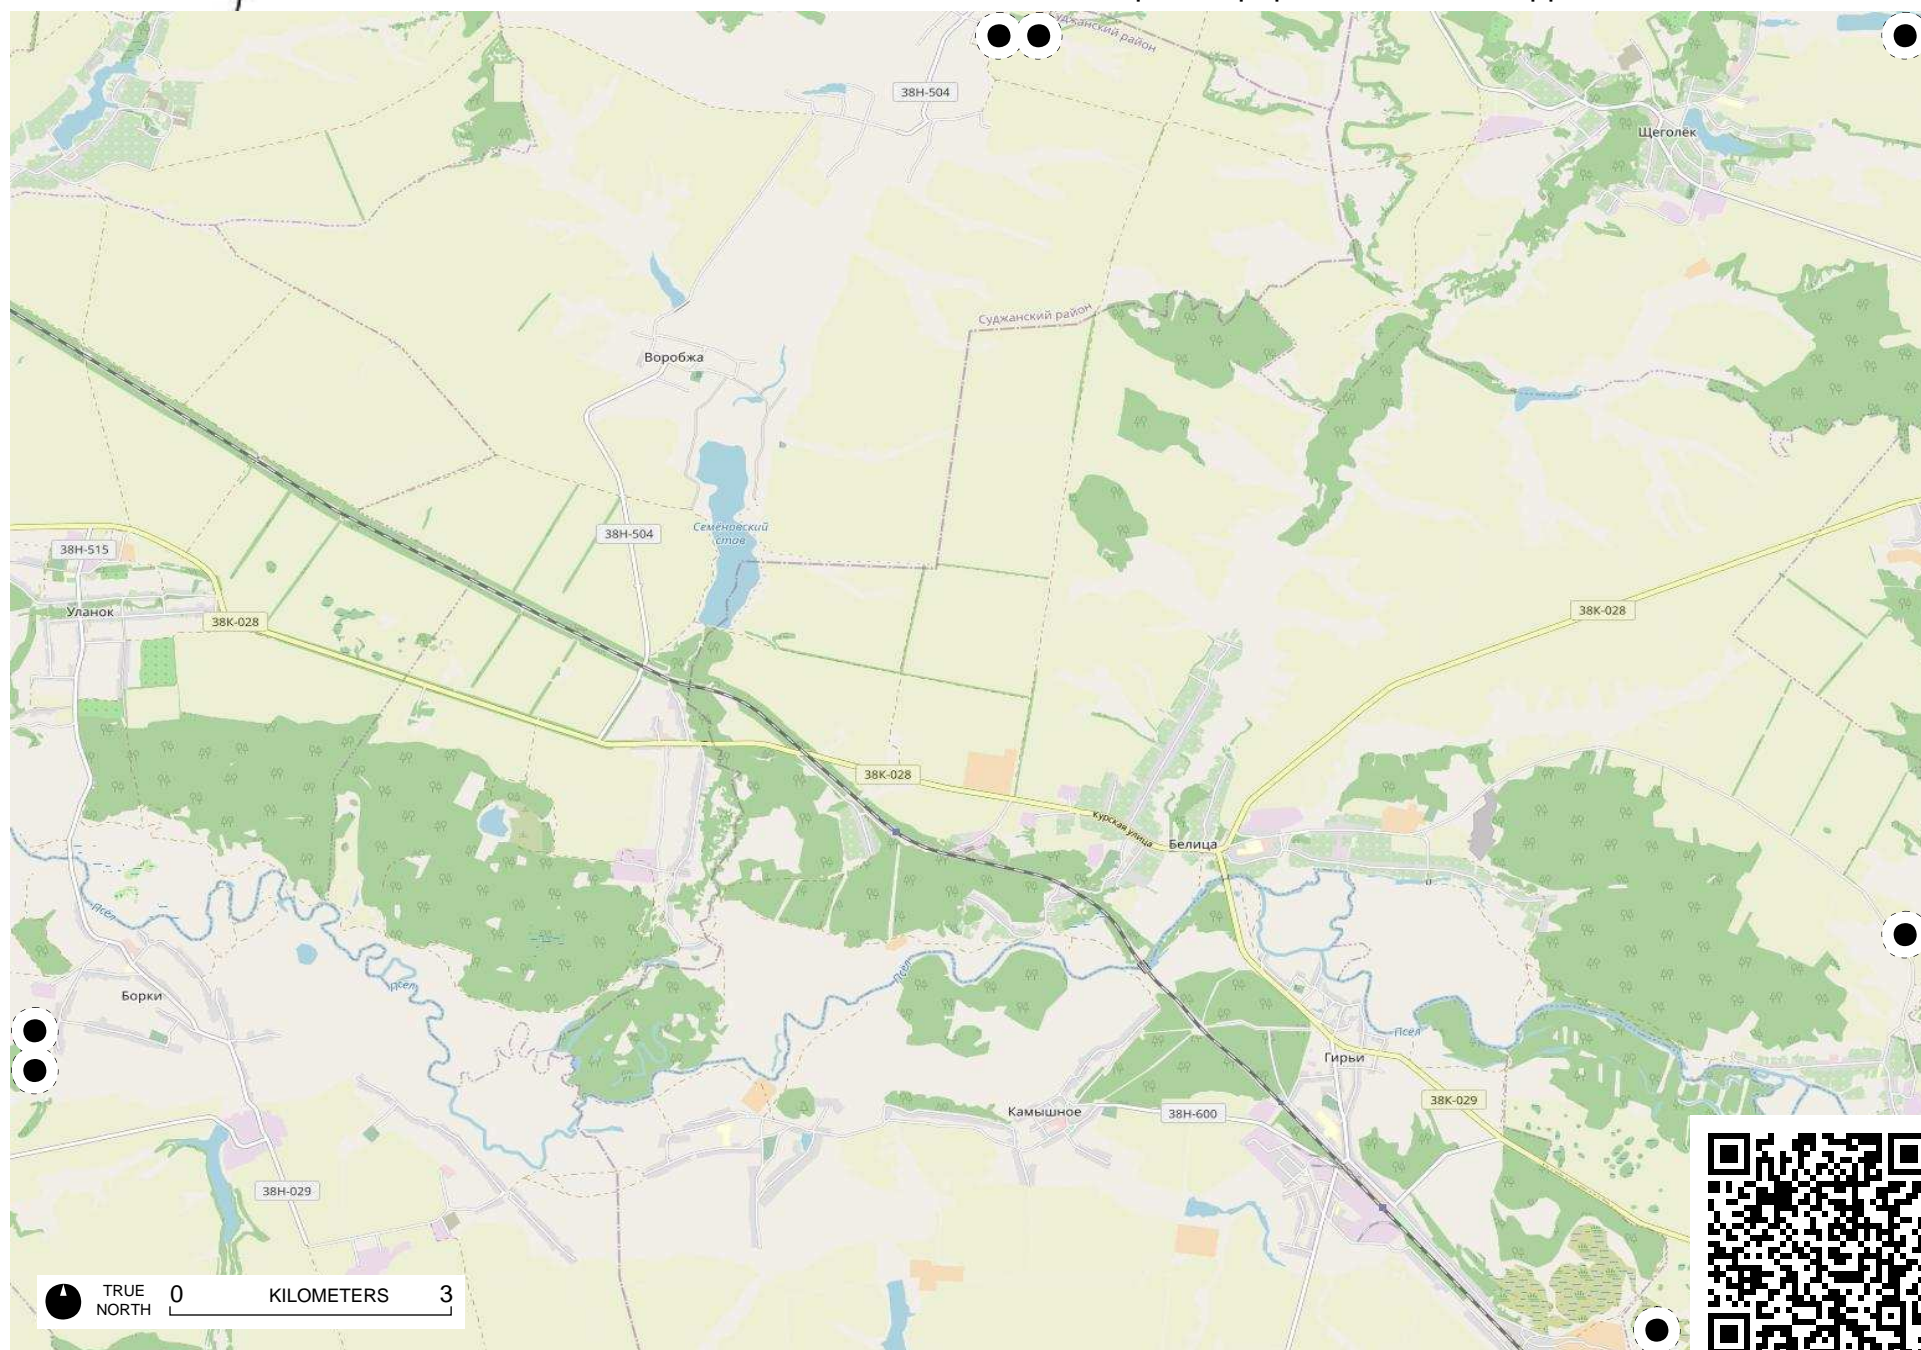 Суджанский район
38Н-504
Щеголёк
Суджанский район
Воробжа
38Н-504
Семёновский
став
38Н-515
Уланок
38К-028
38К-028
38К-028
Курская улица
Белица
Псёл
Псёл
Псёл
Борки
Псёл
Гирьи
Камышное
38Н-600
38К-029
38Н-029
TRUE
NORTH
0
KILOMETERS
3